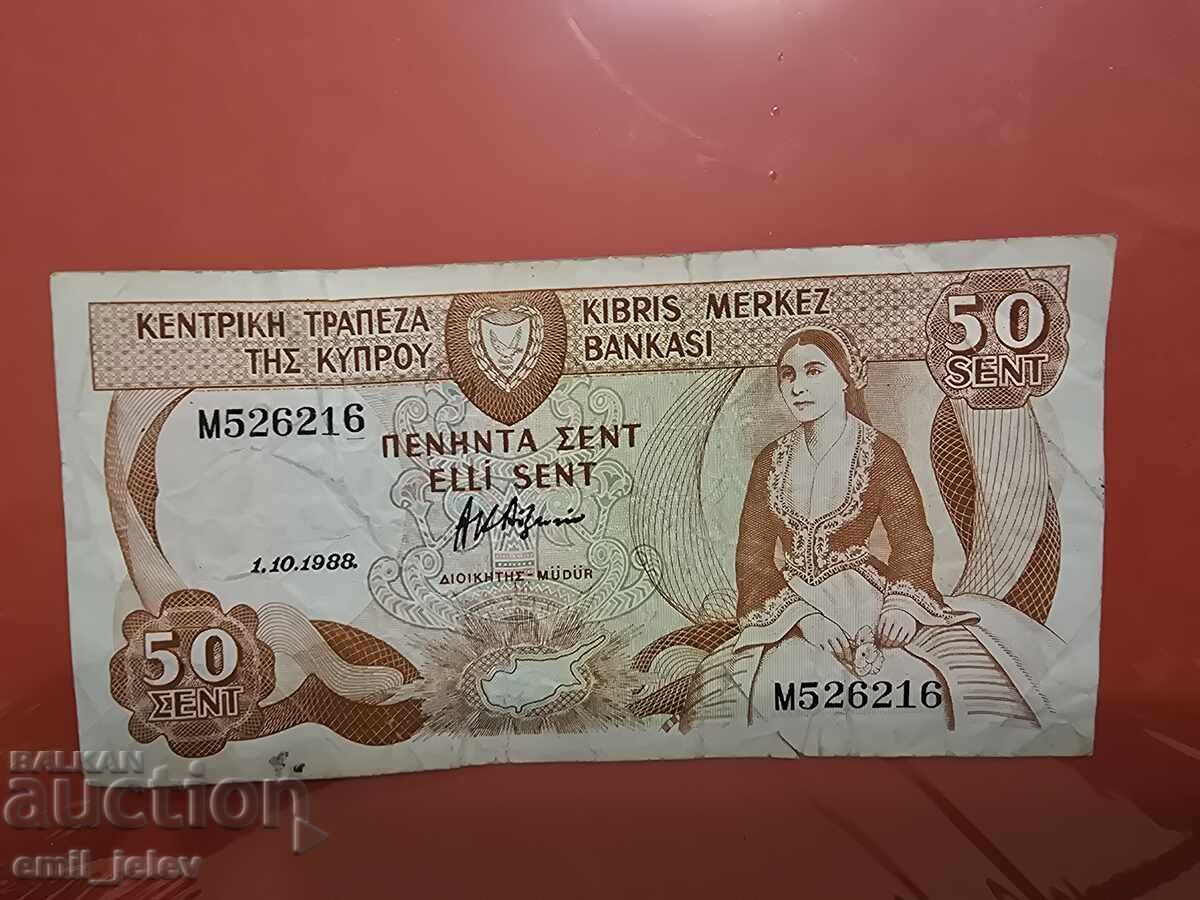 ΚΕΝΤΡΙΚΗ ΤΡΑΠΕΖΑ
ΤΗΣ ΚΥΠΡΟΥ
KIBRIS MERKEZ
BANKASI
50
SENT
M526216
ΠΕΝΗΝΤΑ ΣΕΝΤ
ELLİ SENT
1.10.1988.
ΔΙΟΙΚΗΤΗΣ - MÜDÜR
50
ΣΕΝΤ
M526216
BALKAN
auction
emil_jelev